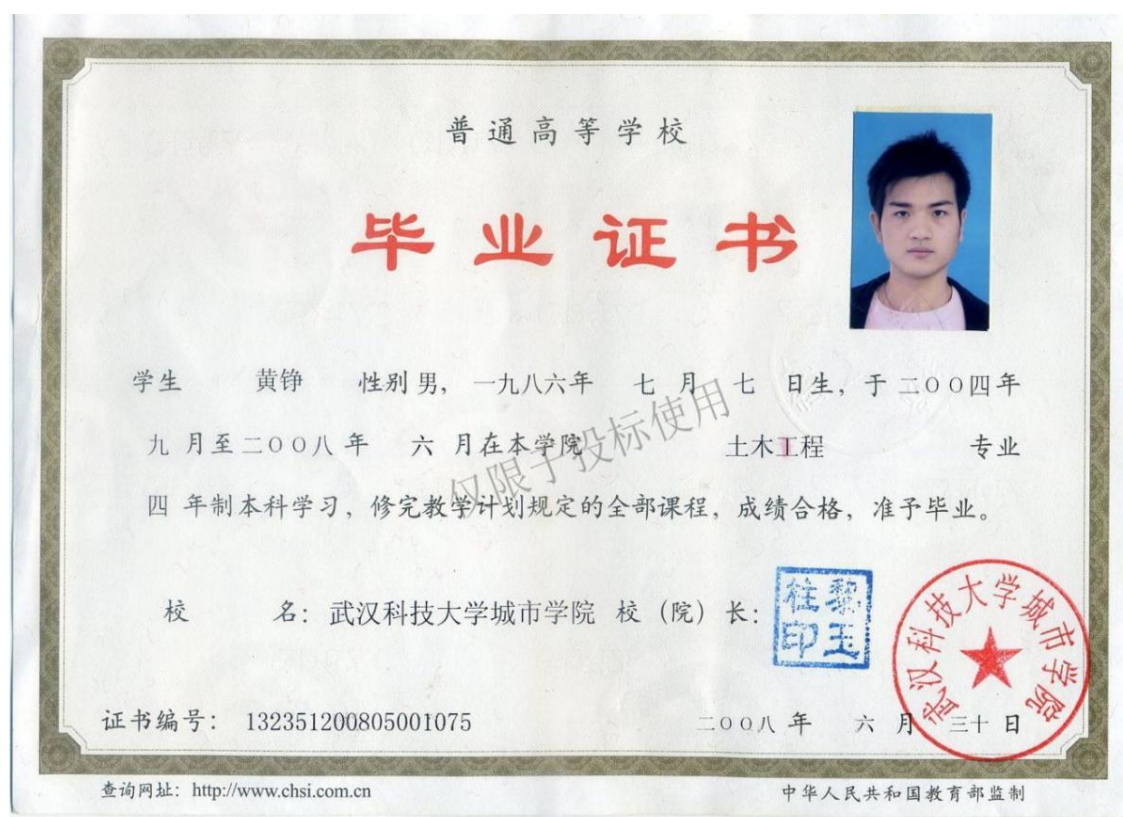 普通高等学校
毕业证书
学生 黄铮 性别 男, 一九八六年 七 月 七 日生, 于 二〇〇四年
九 月至 二〇〇八 年 六 月在本学院 土木工程 专业
四 年制本科学习, 修完教学计划规定的全部课程, 成绩合格, 准予毕业。
仅限于投标使用
校 名: 武汉科技大学城市学院 校 (院) 长:
黎玉柱印
武汉科技大学城市学院
证书编号: 132351200805001075 二〇〇八 年 六 月 三十 日
查询网址: http://www.chsi.com.cn 中华人民共和国教育部监制